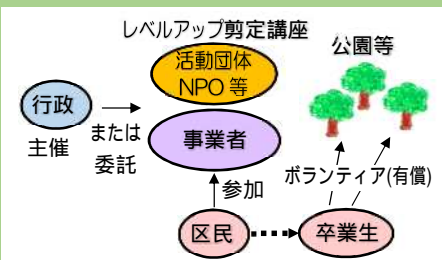 レベルアップ剪定講座
公園等
活動団体
NPO 等
行政
主催
または
委託
事業者
参加
ボランティア(有償)
区民
卒業生